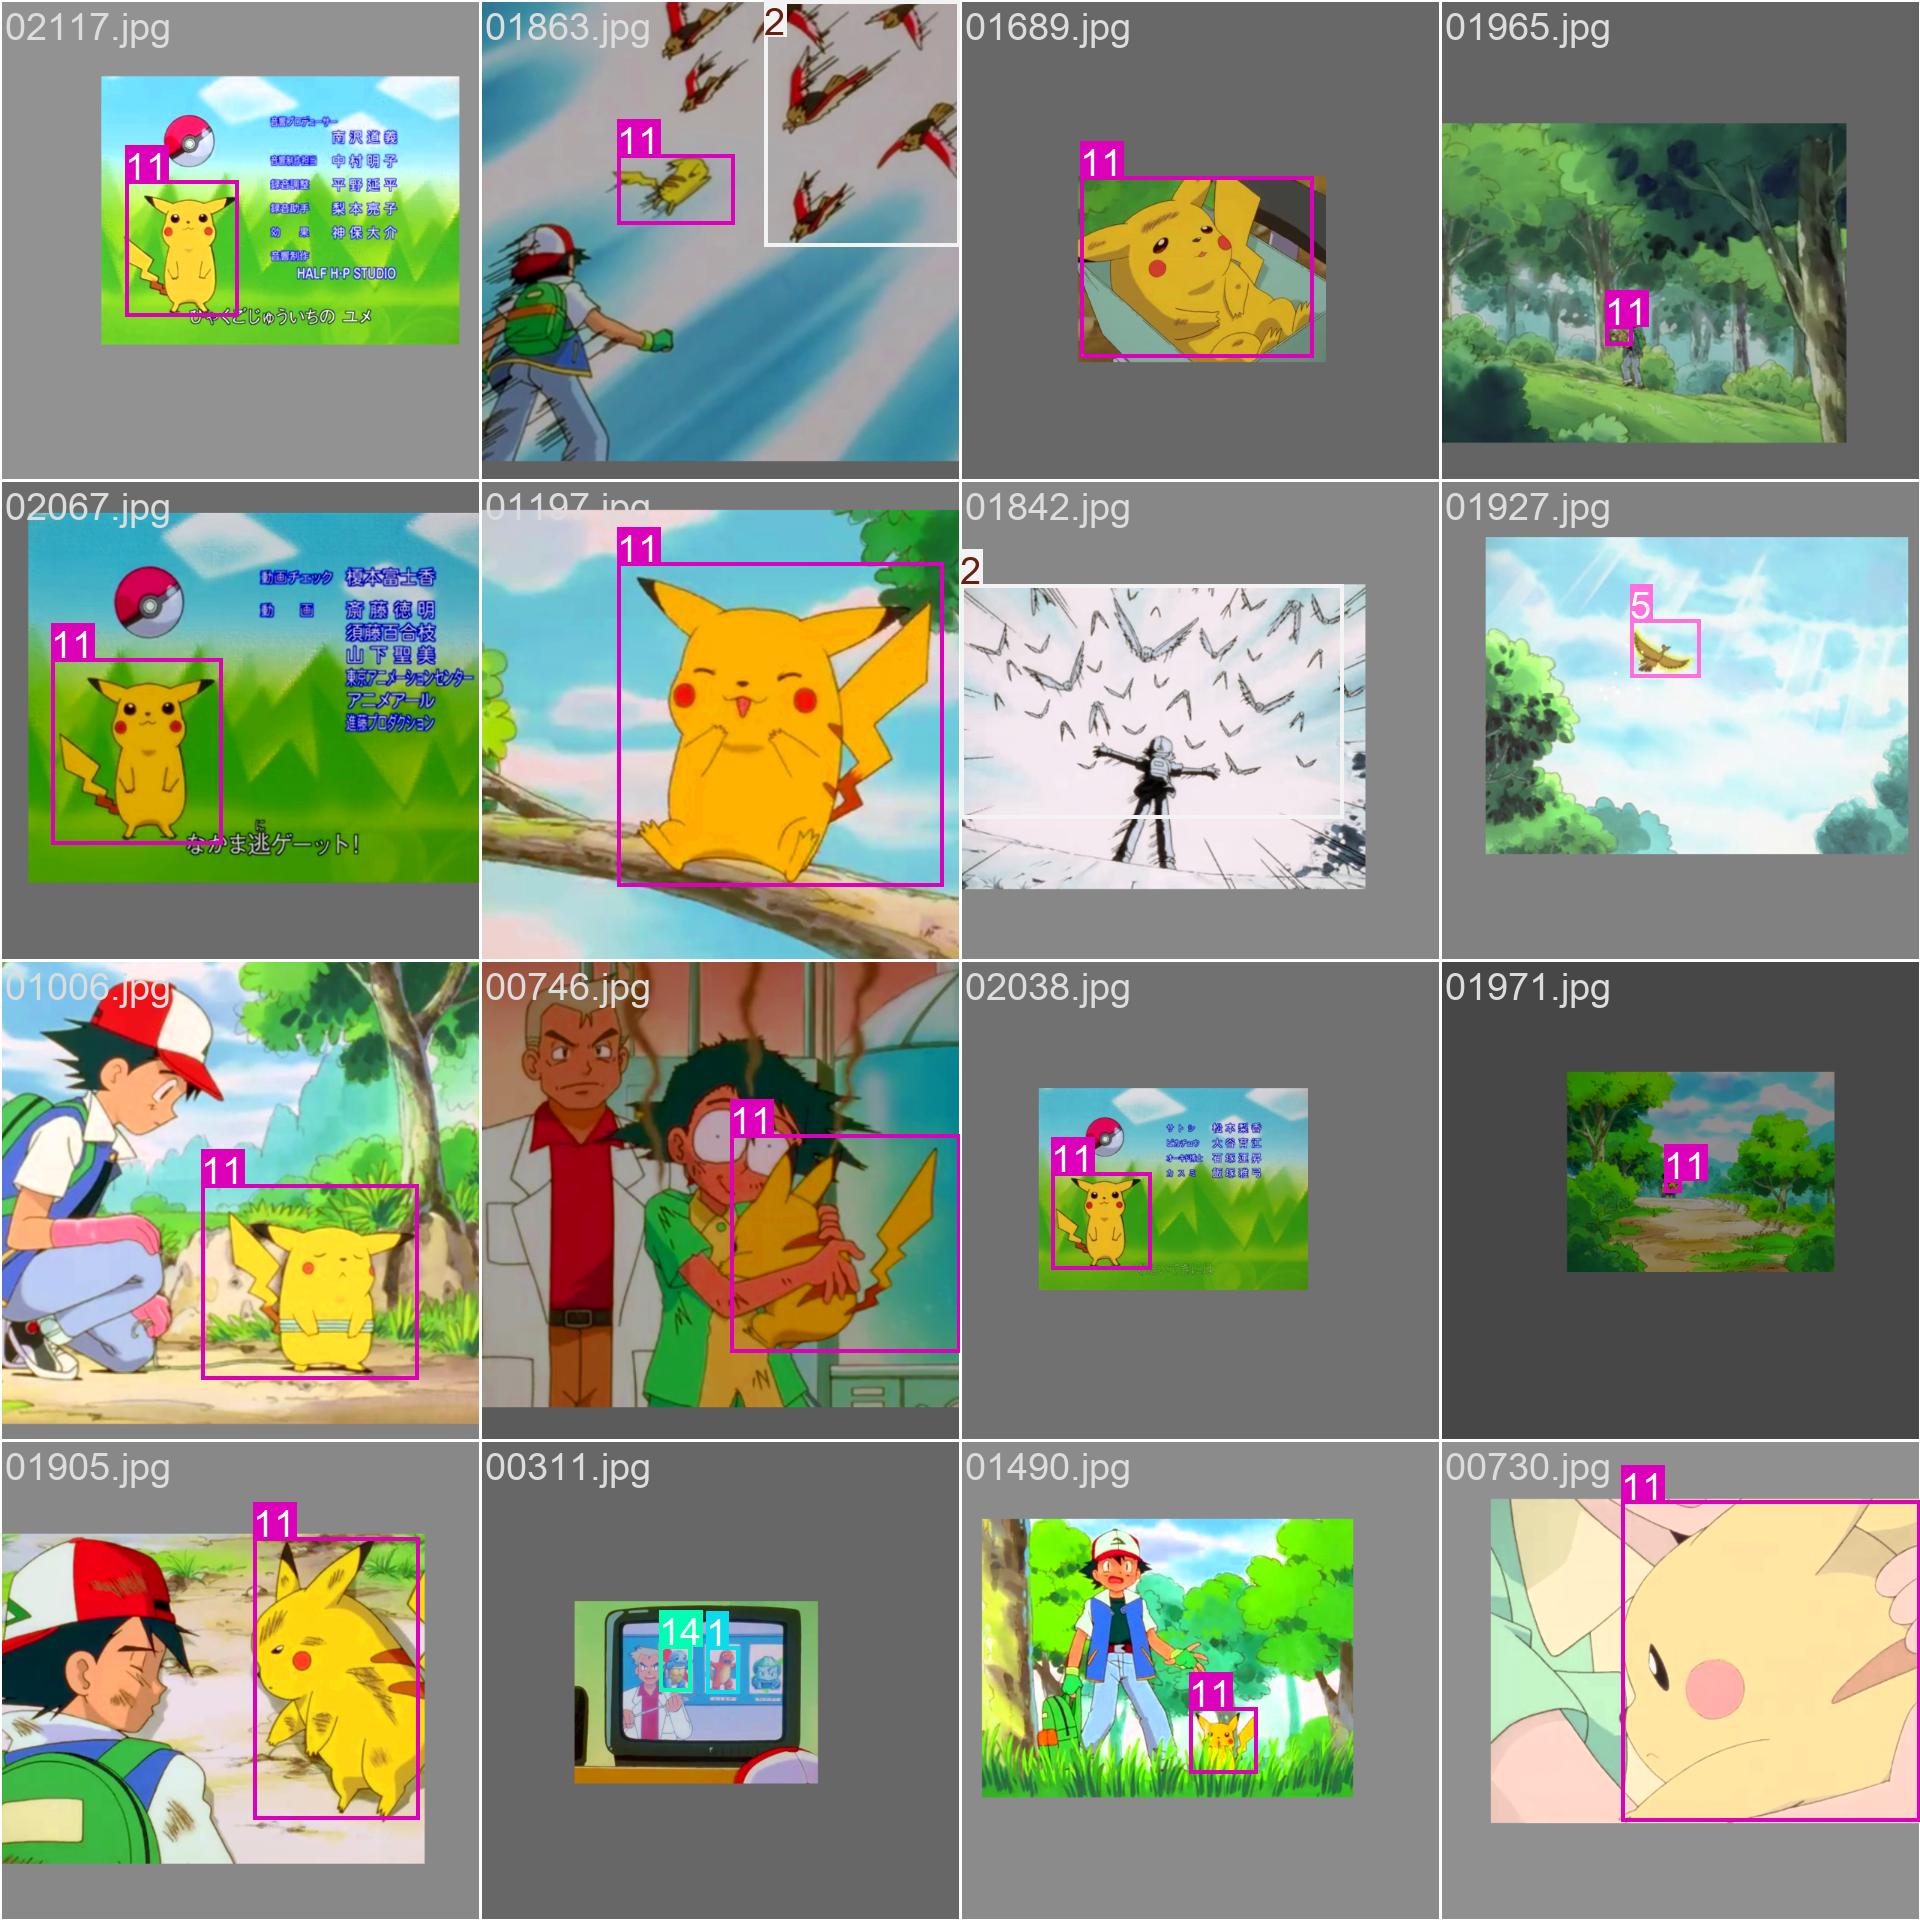 02117.jpg
11
音響プロデューサー
南沢道義
音響制作担当 中村明子
録音調整 平野延平
録音助手 梨本亮子
効 果 神保大介
音響制作
HALF H·P STUDIO
ひゃくごじゅういちの ユメ
01863.jpg
2
11
01689.jpg
11
01965.jpg
11
02067.jpg
動画チェック 榎本富士香
動 画 斎藤徳明
須藤百合枝
山下聖美
東京アニメーションセンター
アニメアール
進藤プロダクション
11
に
なかま逃ゲーット!
01197.jpg
11
01842.jpg
2
01927.jpg
5
01006.jpg
11
00746.jpg
11
02038.jpg
サトシ 松本梨香
ピカチュウ 大谷育江
オーキド博士 石塚運昇
カスミ 飯塚雅弓
11
01971.jpg
11
01905.jpg
11
00311.jpg
14
1
01490.jpg
11
00730.jpg
11